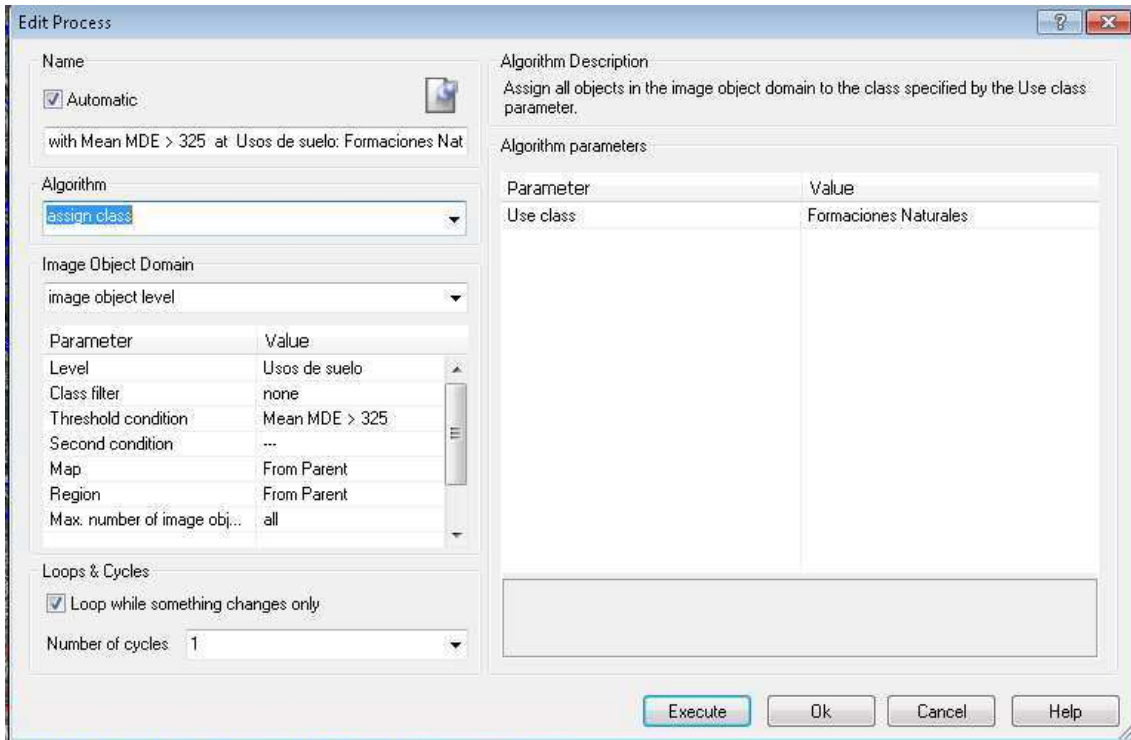 Edit Process
Name
Automatic
with Mean MDE > 325 at Usos de suelo: Formaciones Nat
Algorithm
assign class
Image Object Domain
image object level
Parameter Value
Level Usos de suelo
Class filter none
Threshold condition Mean MDE > 325
Second condition ---
Map From Parent
Region From Parent
Max. number of image obj... all
Loops & Cycles
Loop while something changes only
Number of cycles 1
Algorithm Description
Assign all objects in the image object domain to the class specified by the Use class
parameter.
Algorithm parameters
Parameter Value
Use class Formaciones Naturales
Execute Ok Cancel Help